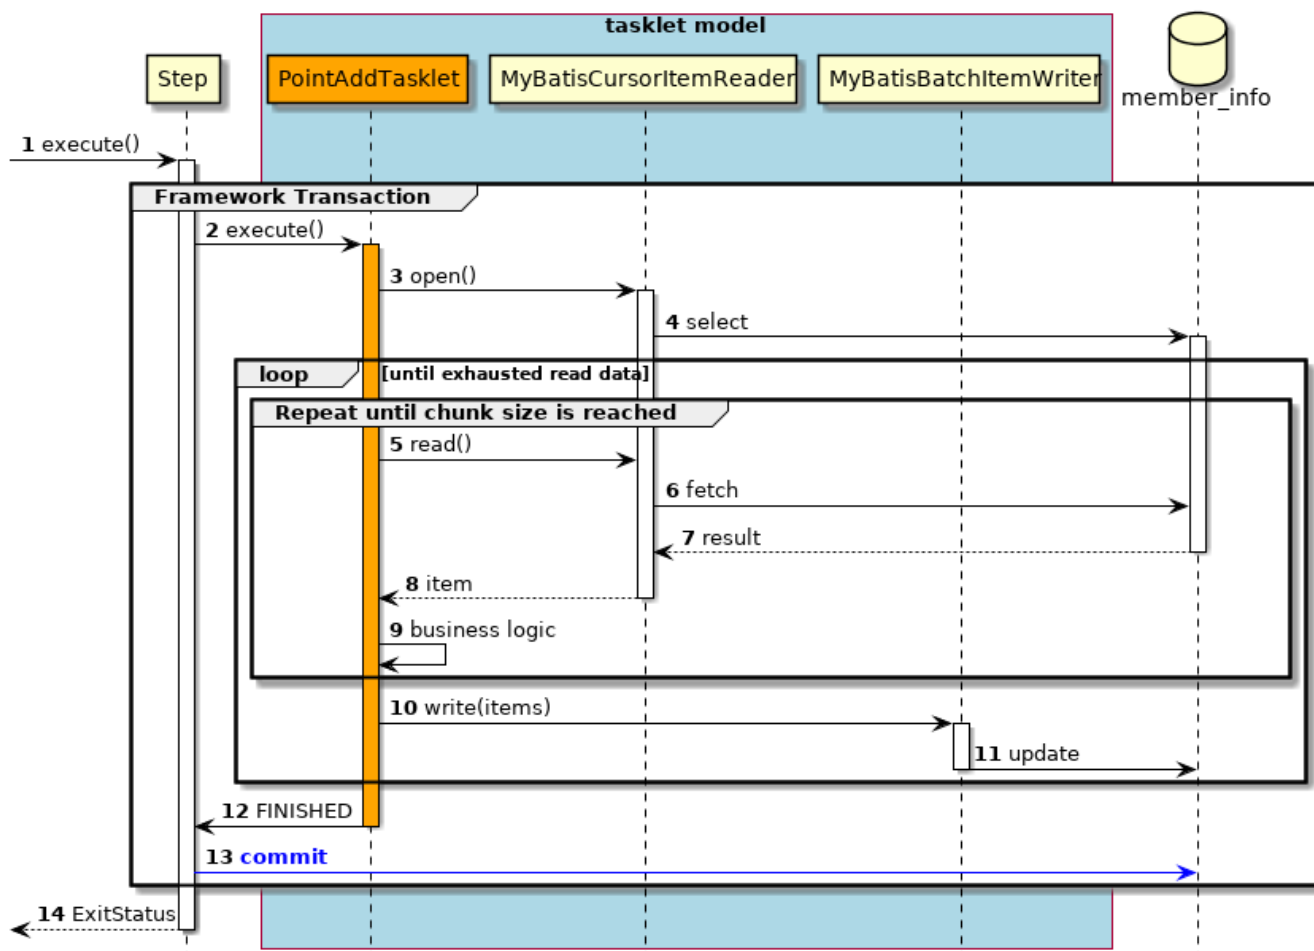 tasklet model
Step
PointAddTasklet
MyBatisCursorItemReader
MyBatisBatchItemWriter
member_info
1 execute()
Framework Transaction
2 execute()
3 open()
4 select
loop
[until exhausted read data]
Repeat until chunk size is reached
5 read()
6 fetch
7 result
8 item
9 business logic
10 write(items)
11 update
12 FINISHED
13 commit
14 ExitStatus